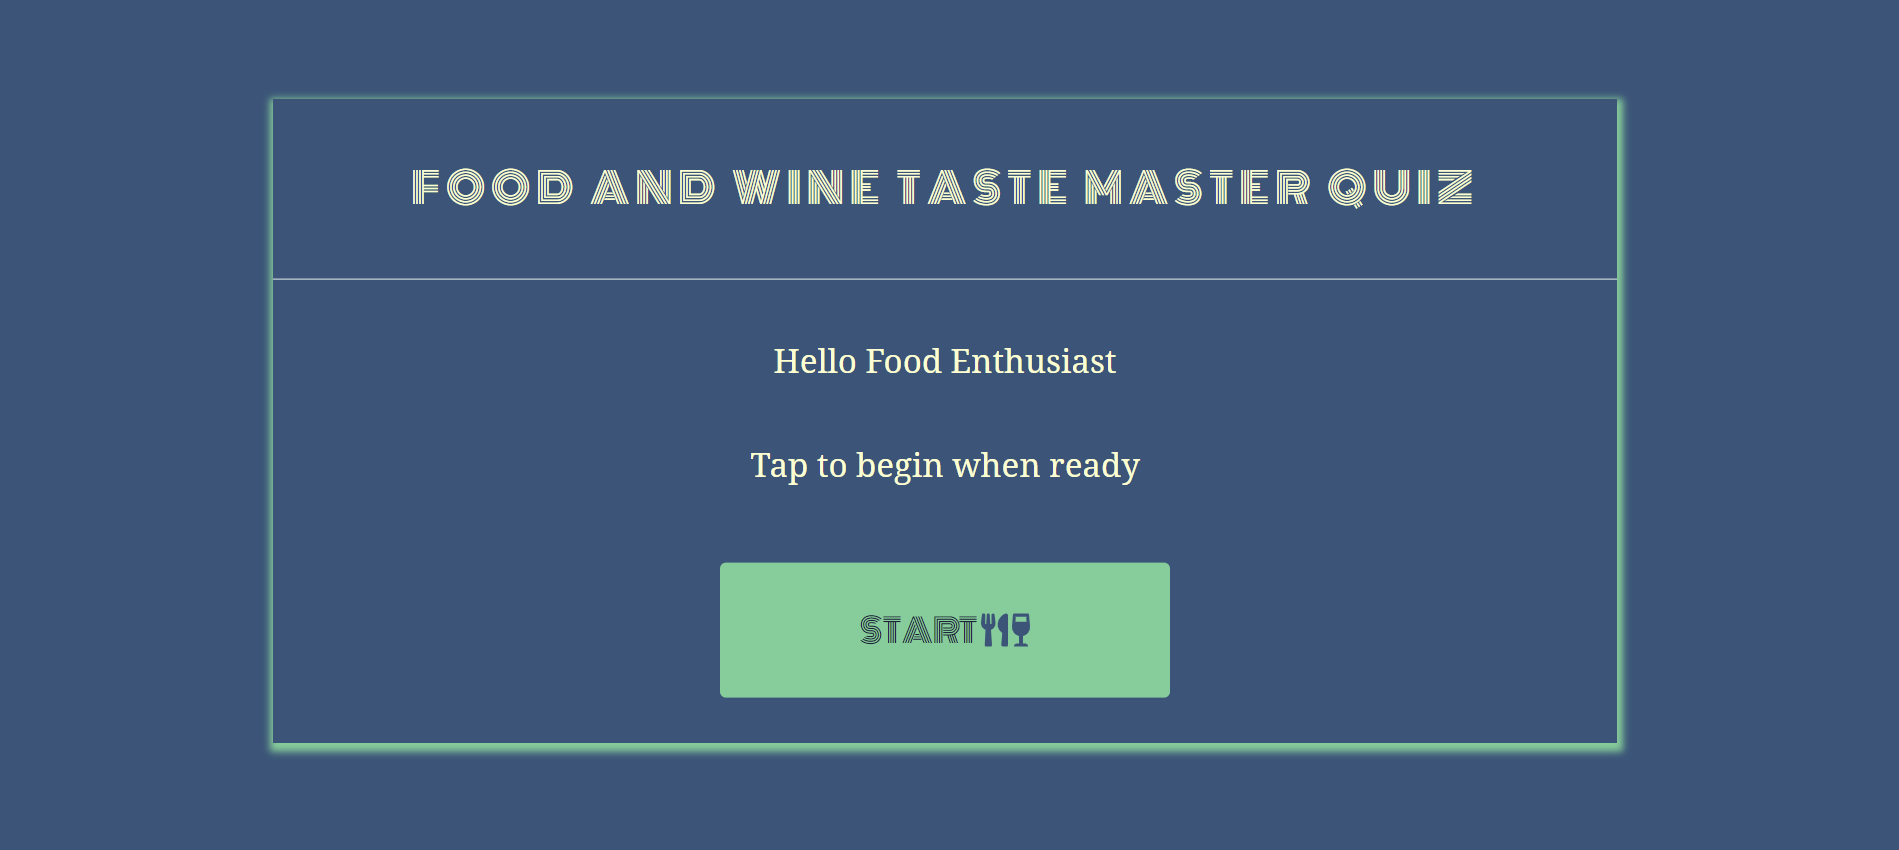 FOOD AND WINE TASTE MASTER QUIZ
Hello Food Enthusiast
Tap to begin when ready
START